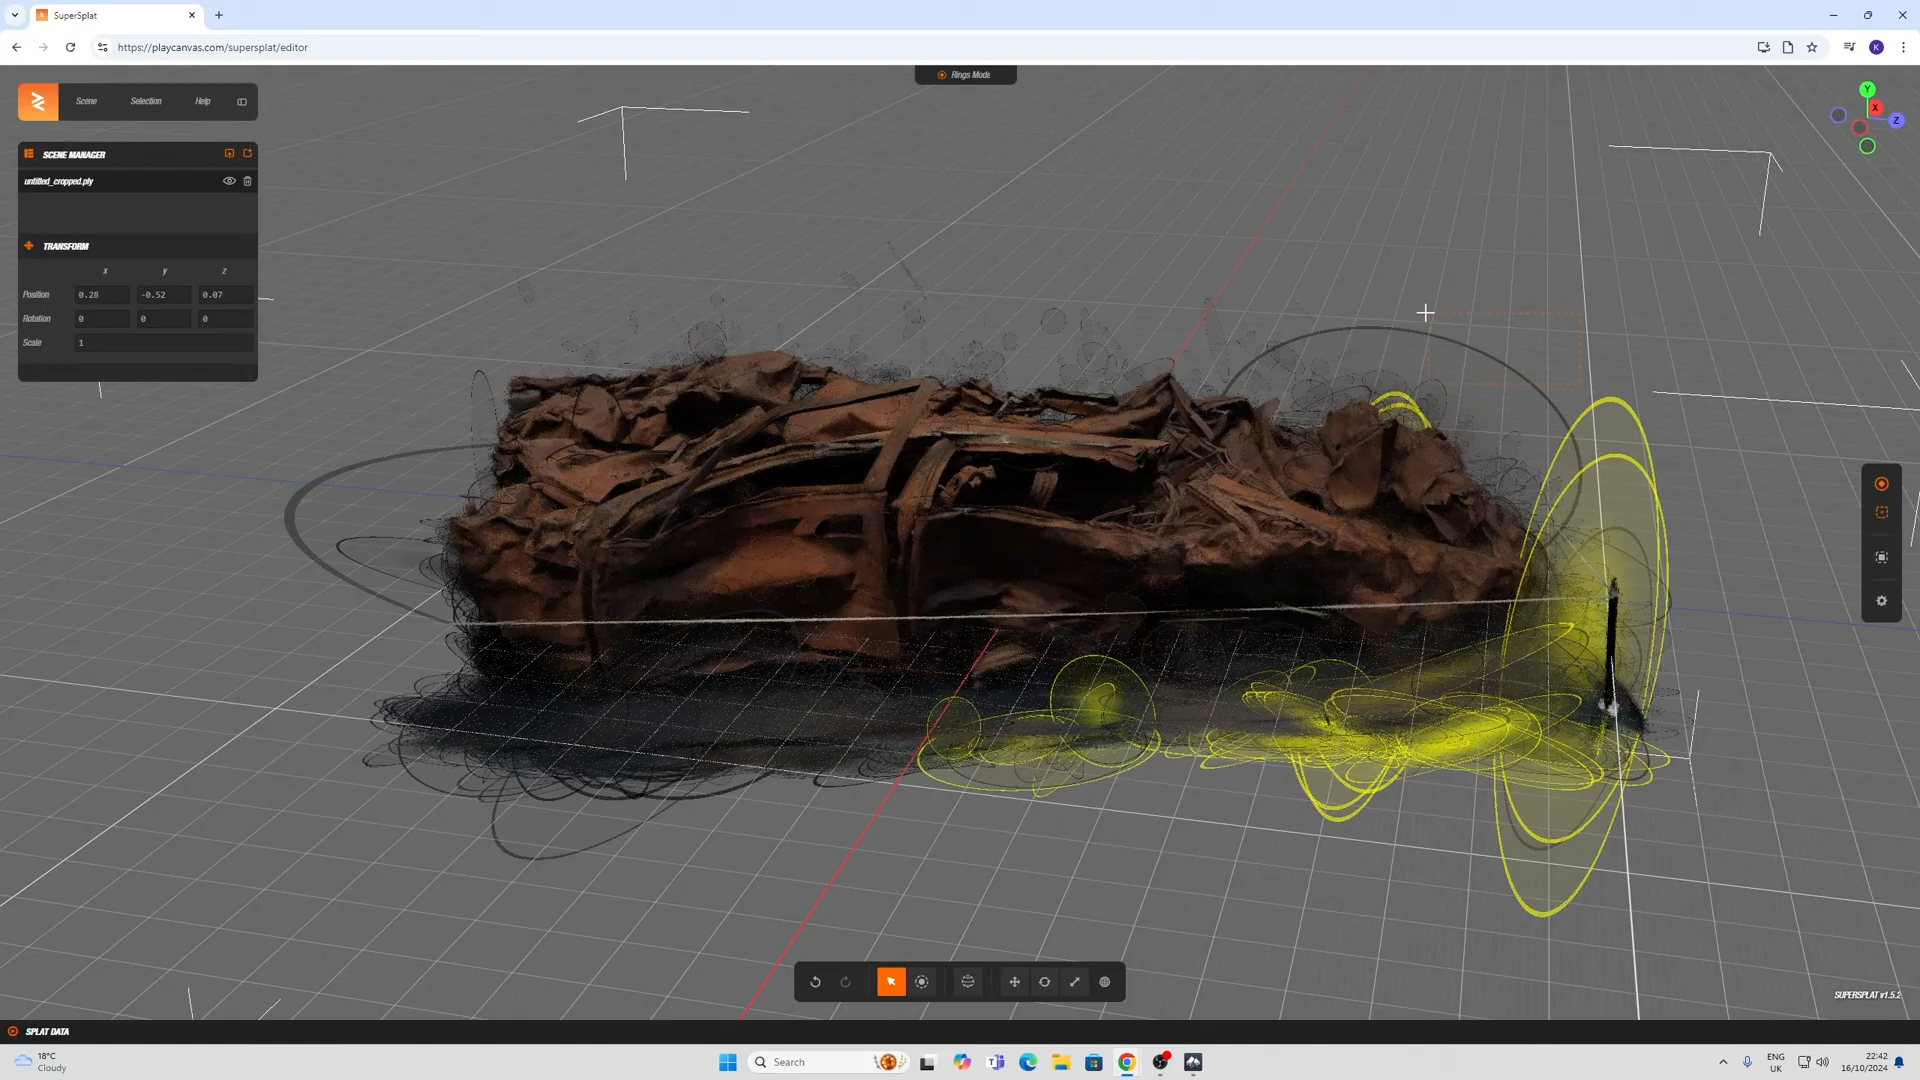 SuperSplat
https://playcanvas.com/supersplat/editor
K
Rings Mode
Scene Selection Help
Y
X
Z
SCENE MANAGER
untitled_cropped.ply
TRANSFORM
x y z
Position 0.28 -0.52 0.07
Rotation 0 0 0
Scale 1
SUPERSPLAT v1.5.2
SPLAT DATA
18°C
Cloudy
Search
ENG
UK
22:42
16/10/2024